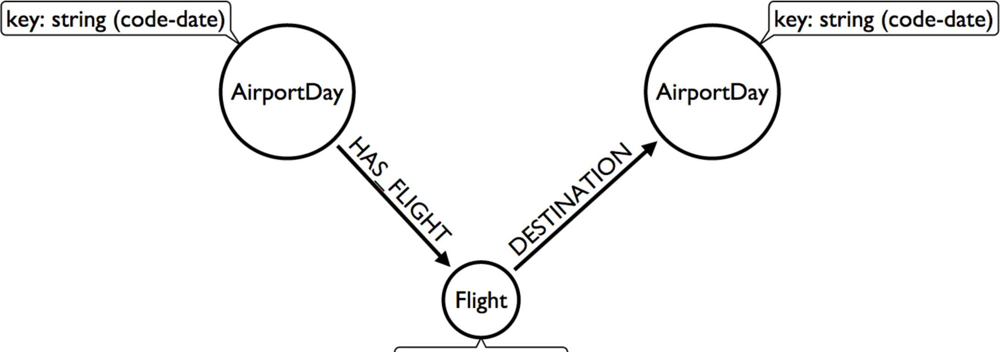 key: string (code-date)
key: string (code-date)
AirportDay
AirportDay
HAS_FLIGHT
DESTINATION
Flight